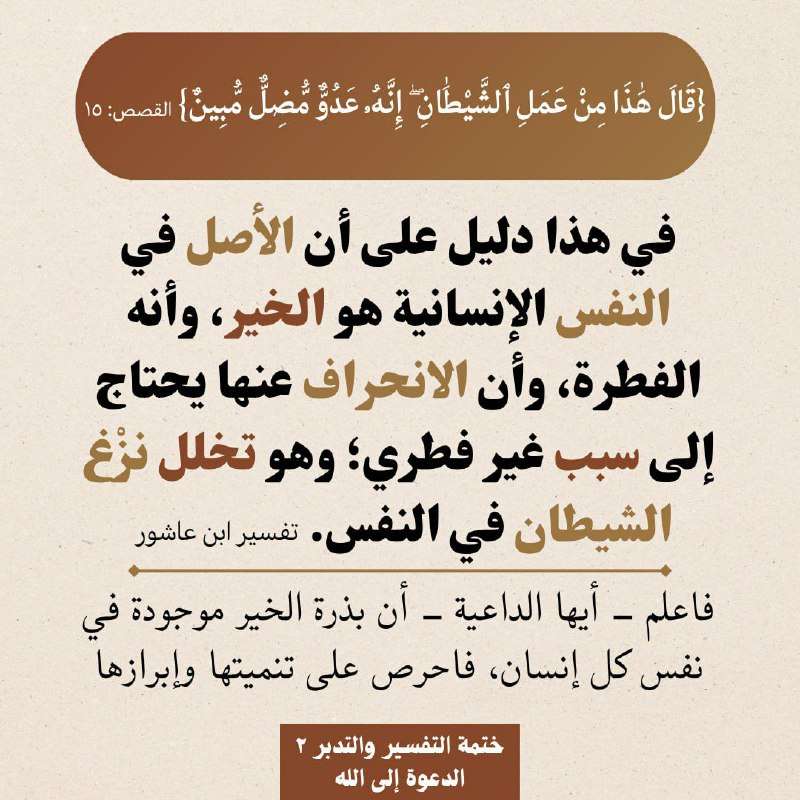 {قَالَ هَٰذَا مِنْ عَمَلِ ٱلشَّيْطَٰنِ ۖ إِنَّهُۥ عَدُوٌّ مُّضِلٌّ مُّبِينٌ} القصص: ١٥
في هذا دليل على أن الأصل في
النفس الإنسانية هو الخير، وأنه
الفطرة، وأن الانحراف عنها يحتاج
إلى سبب غير فطري؛ وهو تخلل نزْغ
الشيطان في النفس. تفسير ابن عاشور
فاعلم – أيها الداعية – أن بذرة الخير موجودة في
نفس كل إنسان، فاحرص على تنميتها وإبرازها
ختمة التفسير والتدبر ٢
الدعوة إلى الله